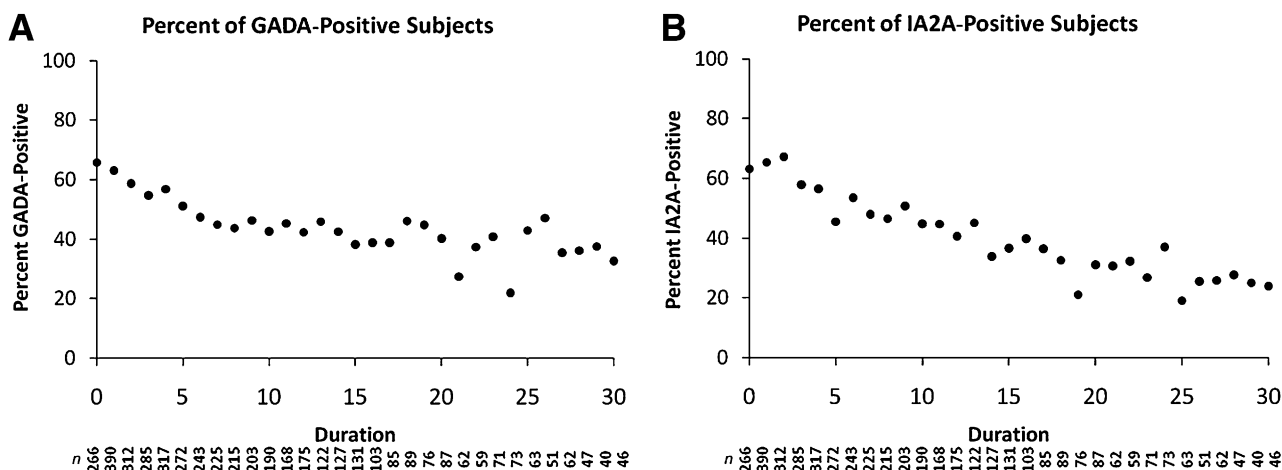 A
Percent of GADA-Positive Subjects
Percent GADA-Positive
100
80
60
40
20
0
0 5 10 15 20 25 30
Duration
n 266 390 312 285 317 272 243 225 215 203 190 168 175 122 127 131 103 85 89 76 87 62 59 71 73 63 51 62 47 40 46
B
Percent of IA2A-Positive Subjects
Percent IA2A-Positive
100
80
60
40
20
0
0 5 10 15 20 25 30
Duration
n 266 390 312 285 317 272 243 225 215 203 190 168 175 122 127 131 103 85 89 76 87 62 59 71 73 63 51 62 47 40 46